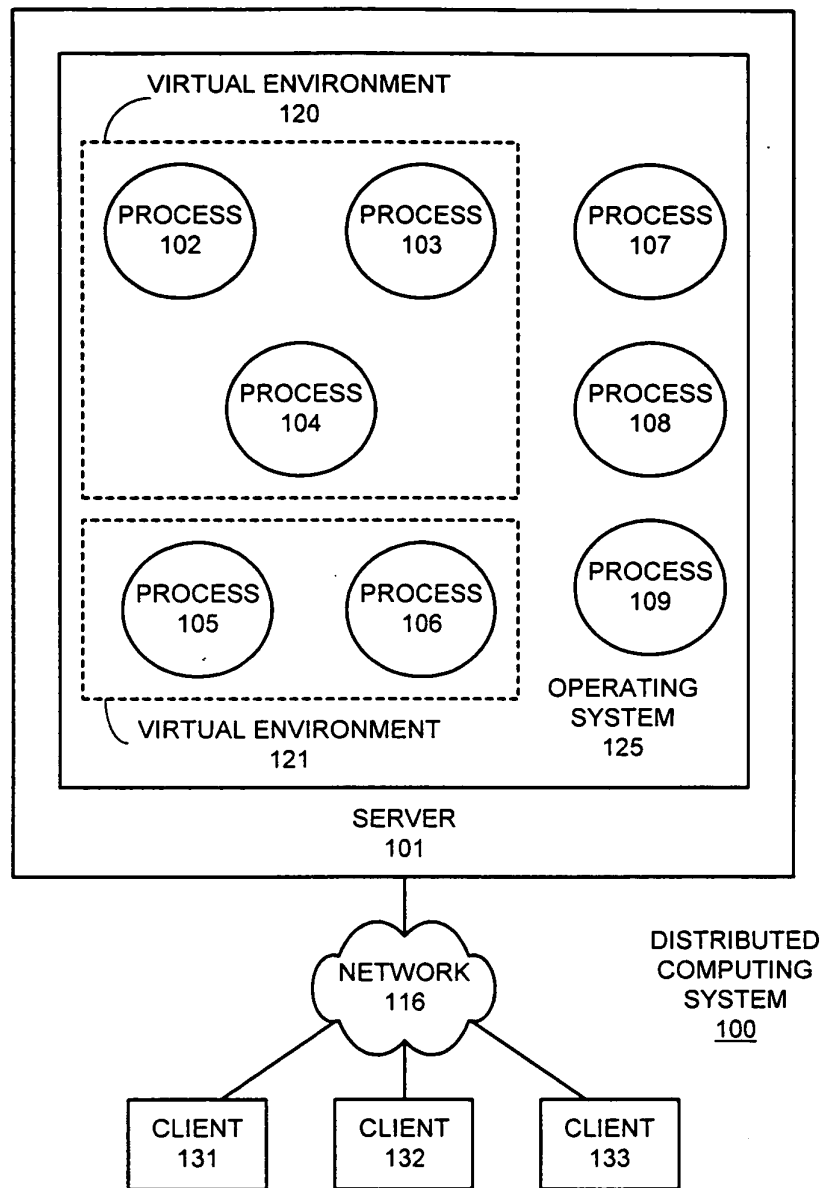 VIRTUAL ENVIRONMENT
120
PROCESS
102
PROCESS
103
PROCESS
107
PROCESS
104
PROCESS
108
PROCESS
105
PROCESS
106
PROCESS
109
OPERATING
SYSTEM
125
VIRTUAL ENVIRONMENT
121
SERVER
101
NETWORK
116
DISTRIBUTED
COMPUTING
SYSTEM
100
CLIENT
131
CLIENT
132
CLIENT
133